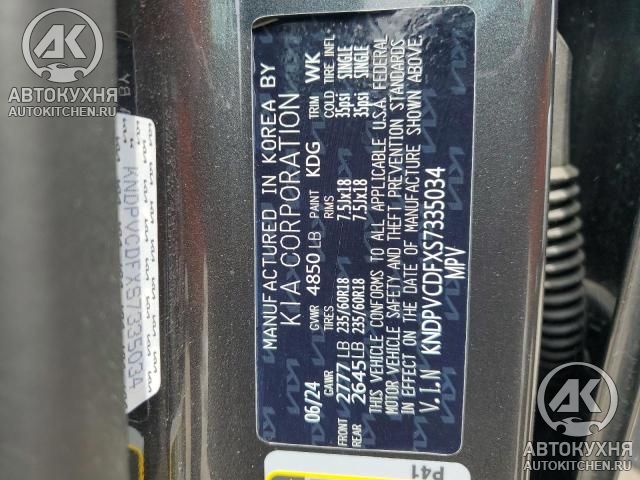 АВТОКУХНЯ
AUTOKITCHEN.RU
KNDPVCDFXS7335034
MANUFACTURED IN KOREA BY
KIA CORPORATION
06/24 GVWR 4850 LB PAINT KDG TRIM WK
GAWR TIRES RIMS COLD TIRE INFL.
FRONT 2777 LB 235/60R18 7.5Jx18 35psi SINGLE
REAR 2645 LB 235/60R18 7.5Jx18 35psi SINGLE
THIS VEHICLE CONFORMS TO ALL APPLICABLE U.S.A. FEDERAL
MOTOR VEHICLE SAFETY AND THEFT PREVENTION STANDARDS
IN EFFECT ON THE DATE OF MANUFACTURE SHOWN ABOVE.
V.I.N KNDPVCDFXS7335034
MPV
P41
АВТОКУХНЯ
AUTOKITCHEN.RU